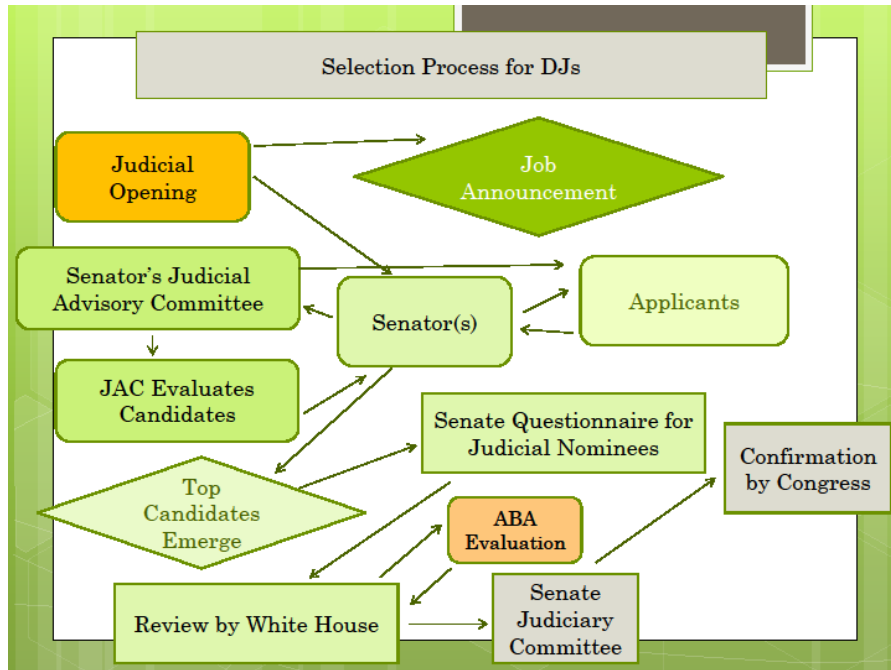 Selection Process for DJs
Judicial
Opening
Job
Announcement
Senator's Judicial
Advisory Committee
Senator(s)
Applicants
JAC Evaluates
Candidates
Senate Questionnaire for
Judicial Nominees
Confirmation
by Congress
Top
Candidates
Emerge
ABA
Evaluation
Review by White House
Senate
Judiciary
Committee